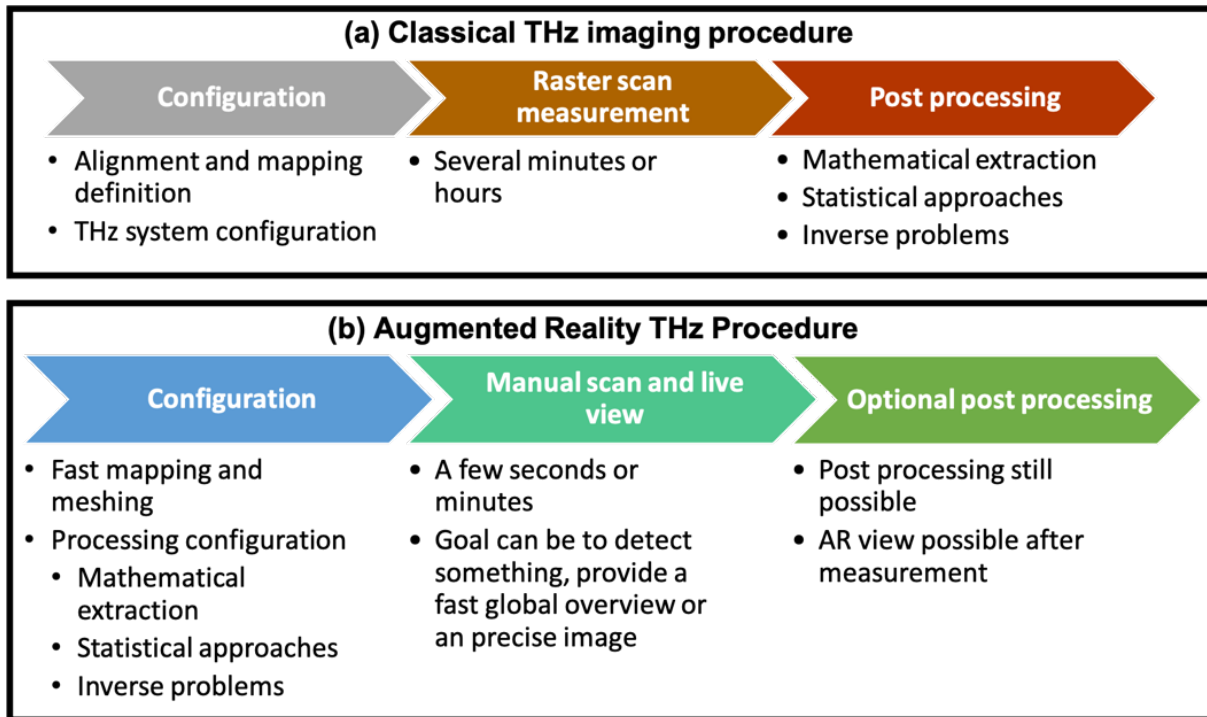 (a) Classical THz imaging procedure
Configuration
Raster scan
measurement
Post processing
• Alignment and mapping
definition
• THz system configuration
• Several minutes or
hours
• Mathematical extraction
• Statistical approaches
• Inverse problems
(b) Augmented Reality THz Procedure
Configuration
Manual scan and live
view
Optional post processing
• Fast mapping and
meshing
• Processing configuration
• Mathematical
extraction
• Statistical approaches
• Inverse problems
• A few seconds or
minutes
• Goal can be to detect
something, provide a
fast global overview or
an precise image
• Post processing still
possible
• AR view possible after
measurement